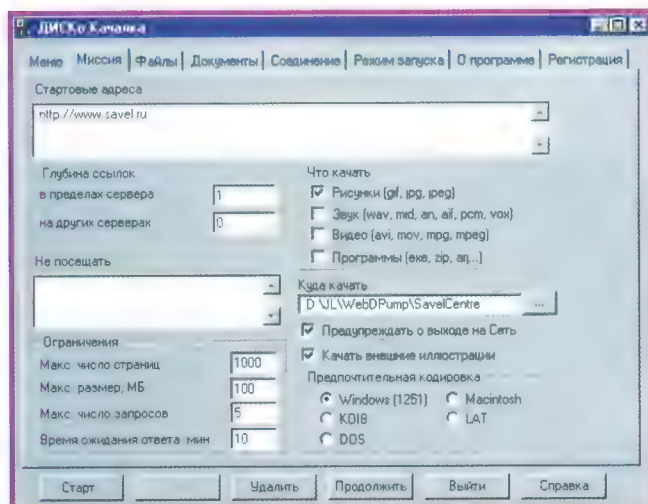 ДИСКо Качалка
Меню Миссия Файлы Документы Соединение Режим запуска О программе Регистрация
Стартовые адреса
http://www.savel.ru
Глубина ссылок
в пределах сервера 1
на других серверах 0
Не посещать
Ограничения
Макс. число страниц 1000
Макс. размер, МБ 100
Макс. число запросов 5
Время ожидания ответа мин 10
Что качать
Рисунки (gif, jpg, jpeg)
Звук (wav, mid, an, aif, pcm, vox)
Видео (avi, mov, mpg, mpeg)
Программы (exe, zip, arj...)
Куда качать
D:\JL\WebDPump\SavelCentre ...
Предупреждать о выходе на Сеть
Качать внешние иллюстрации
Предпочтительная кодировка
Windows (1251) Macintosh
KOI8 LAT
DOS
Старт Удалить Продолжить Выйти Справка